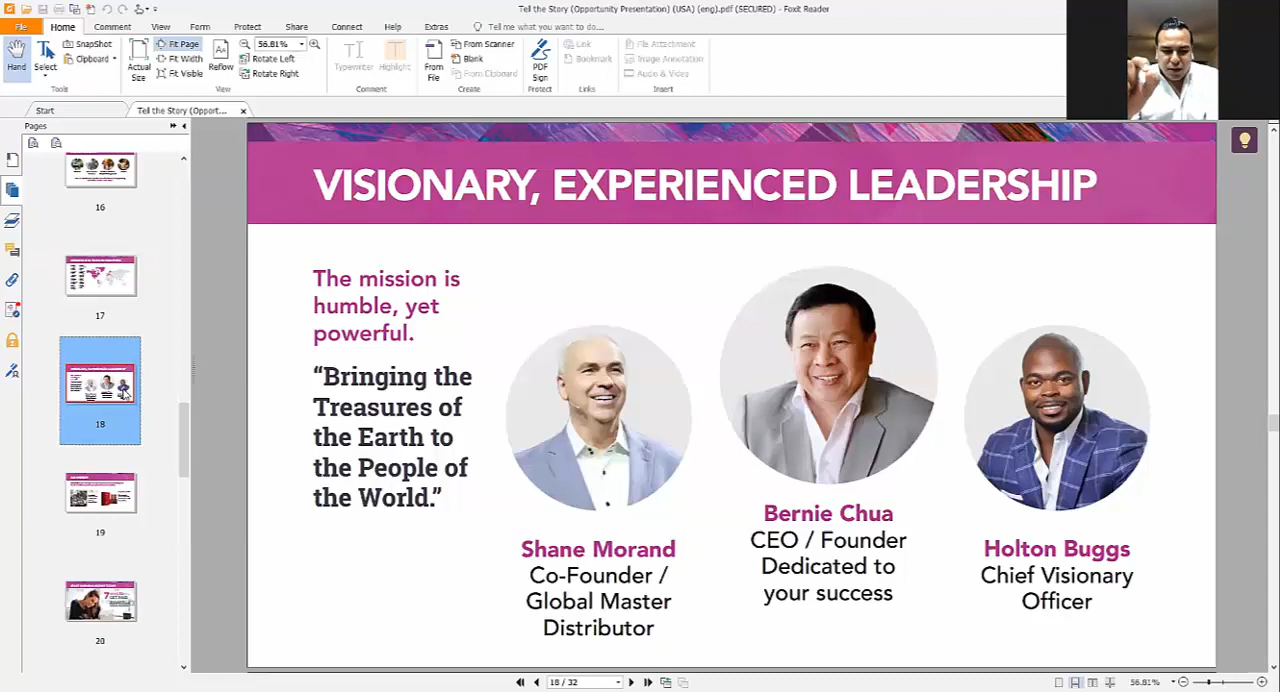 Tell the Story (Opportunity Presentation) (USA) (eng).pdf (SECURED) - Foxit Reader
File Home Comment View Form Protect Share Connect Help Extras Tell me what you want to do...
Hand
Select
SnapShot
Clipboard
Actual Size
Fit Page
Fit Width
Fit Visible
Reflow
56.81%
Rotate Left
Rotate Right
Typewriter
Highlight
From File
From Scanner
Blank
From Clipboard
PDF Sign
Link
Bookmark
File Attachment
Image Annotation
Audio & Video
Tools View Comment Create Protect Links Insert
Start
Tell the Story (Opport...
Pages
16
17
18
19
20
VISIONARY, EXPERIENCED LEADERSHIP
The mission is
humble, yet
powerful.
“Bringing the
Treasures of
the Earth to
the People of
the World.”
Shane Morand
Co-Founder /
Global Master
Distributor
Bernie Chua
CEO / Founder
Dedicated to
your success
Holton Buggs
Chief Visionary
Officer
18 / 32
56.81%